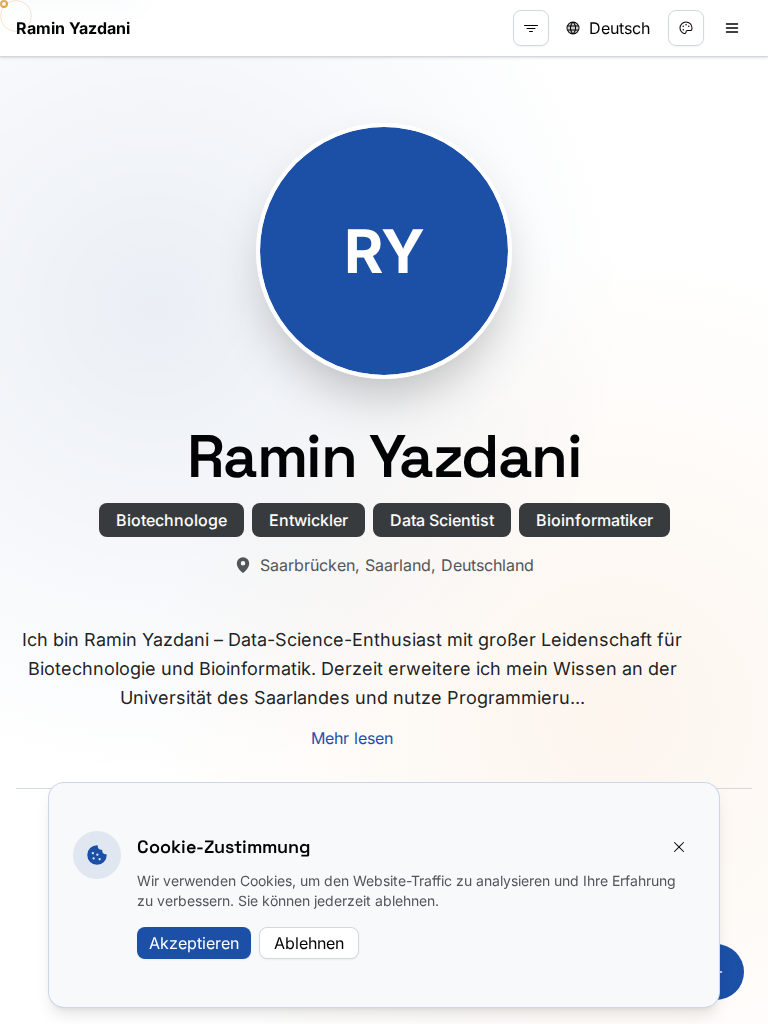 Ramin Yazdani
Deutsch
RY
Ramin Yazdani
Biotechnologe
Entwickler
Data Scientist
Bioinformatiker
Saarbrücken, Saarland, Deutschland
Ich bin Ramin Yazdani – Data-Science-Enthusiast mit großer Leidenschaft für
Biotechnologie und Bioinformatik. Derzeit erweitere ich mein Wissen an der
Universität des Saarlandes und nutze Programmieru...
Mehr lesen
Cookie-Zustimmung
Wir verwenden Cookies, um den Website-Traffic zu analysieren und Ihre Erfahrung
zu verbessern. Sie können jederzeit ablehnen.
Akzeptieren
Ablehnen